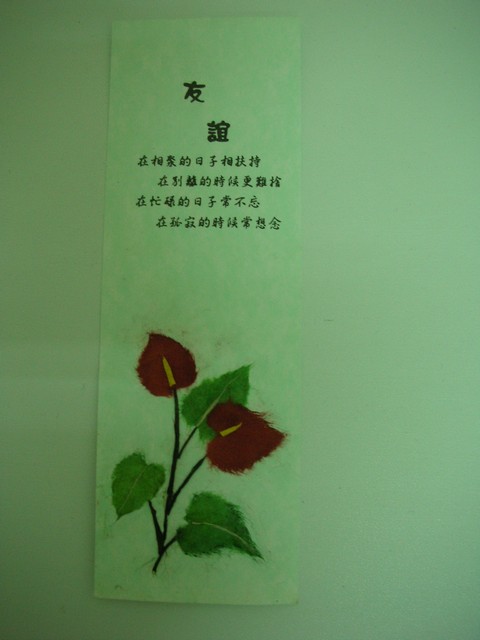 友
誼
在相聚的日子相扶持
在別離的時候更難捨
在忙碌的日子常不忘
在孤寂的時候常想念